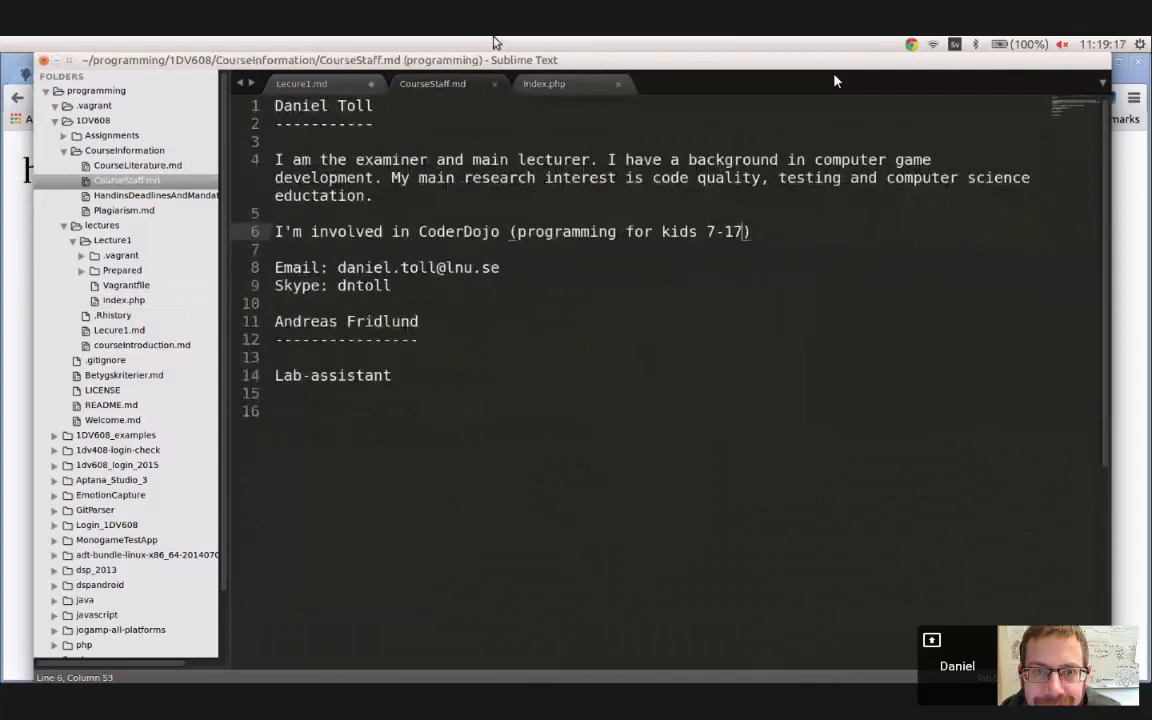 Sv
(100%)
11:19:17
~/programming/1DV608/CourseInformation/CourseStaff.md (programming) - Sublime Text
FOLDERS
programming
.vagrant
1DV608
Assignments
CourseInformation
CourseLiterature.md
CourseStaff.md
HandinsDeadlinesAndMandat
Plagiarism.md
lectures
Lecture1
.vagrant
Prepared
Vagrantfile
index.php
.Rhistory
Lecure1.md
courseIntroduction.md
.gitignore
Betygskriterier.md
LICENSE
README.md
Welcome.md
1DV608_examples
1dv408-login-check
1dv608_login_2015
Aptana_Studio_3
EmotionCapture
GitParser
Login_1DV608
MonogameTestApp
adt-bundle-linux-x86_64-2014070
dsp_2013
dspandroid
java
javascript
jogamp-all-platforms
php
Lecure1.md
CourseStaff.md
index.php
1 Daniel Toll
2 -----------
3
4 I am the examiner and main lecturer. I have a background in computer game
development. My main research interest is code quality, testing and computer science
eductation.
5
6 I'm involved in CoderDojo (programming for kids 7-17)
7
8 Email: daniel.toll@lnu.se
9 Skype: dntoll
10
11 Andreas Fridlund
12 ----------------
13
14 Lab-assistant
15
16
marks
Line 6, Column 53
Daniel